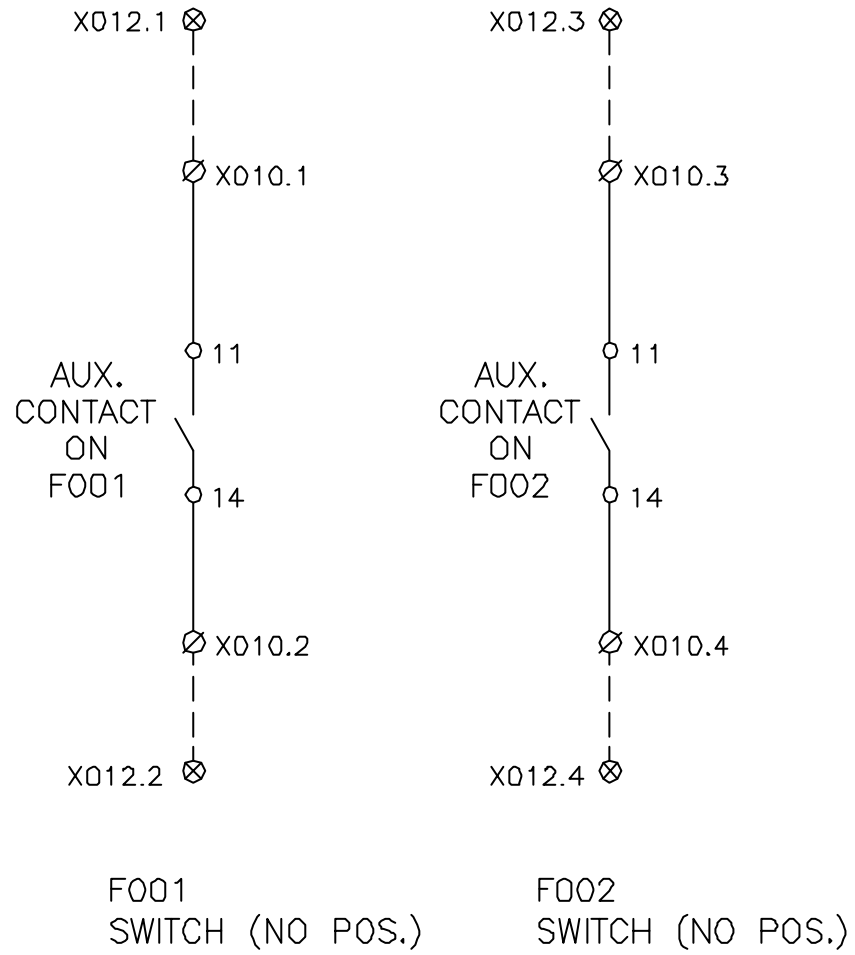 X012.1
X010.1
11
AUX.
CONTACT
ON
F001
14
X010.2
X012.2
F001
SWITCH (NO POS.)
X012.3
X010.3
11
AUX.
CONTACT
ON
F002
14
X010.4
X012.4
F002
SWITCH (NO POS.)